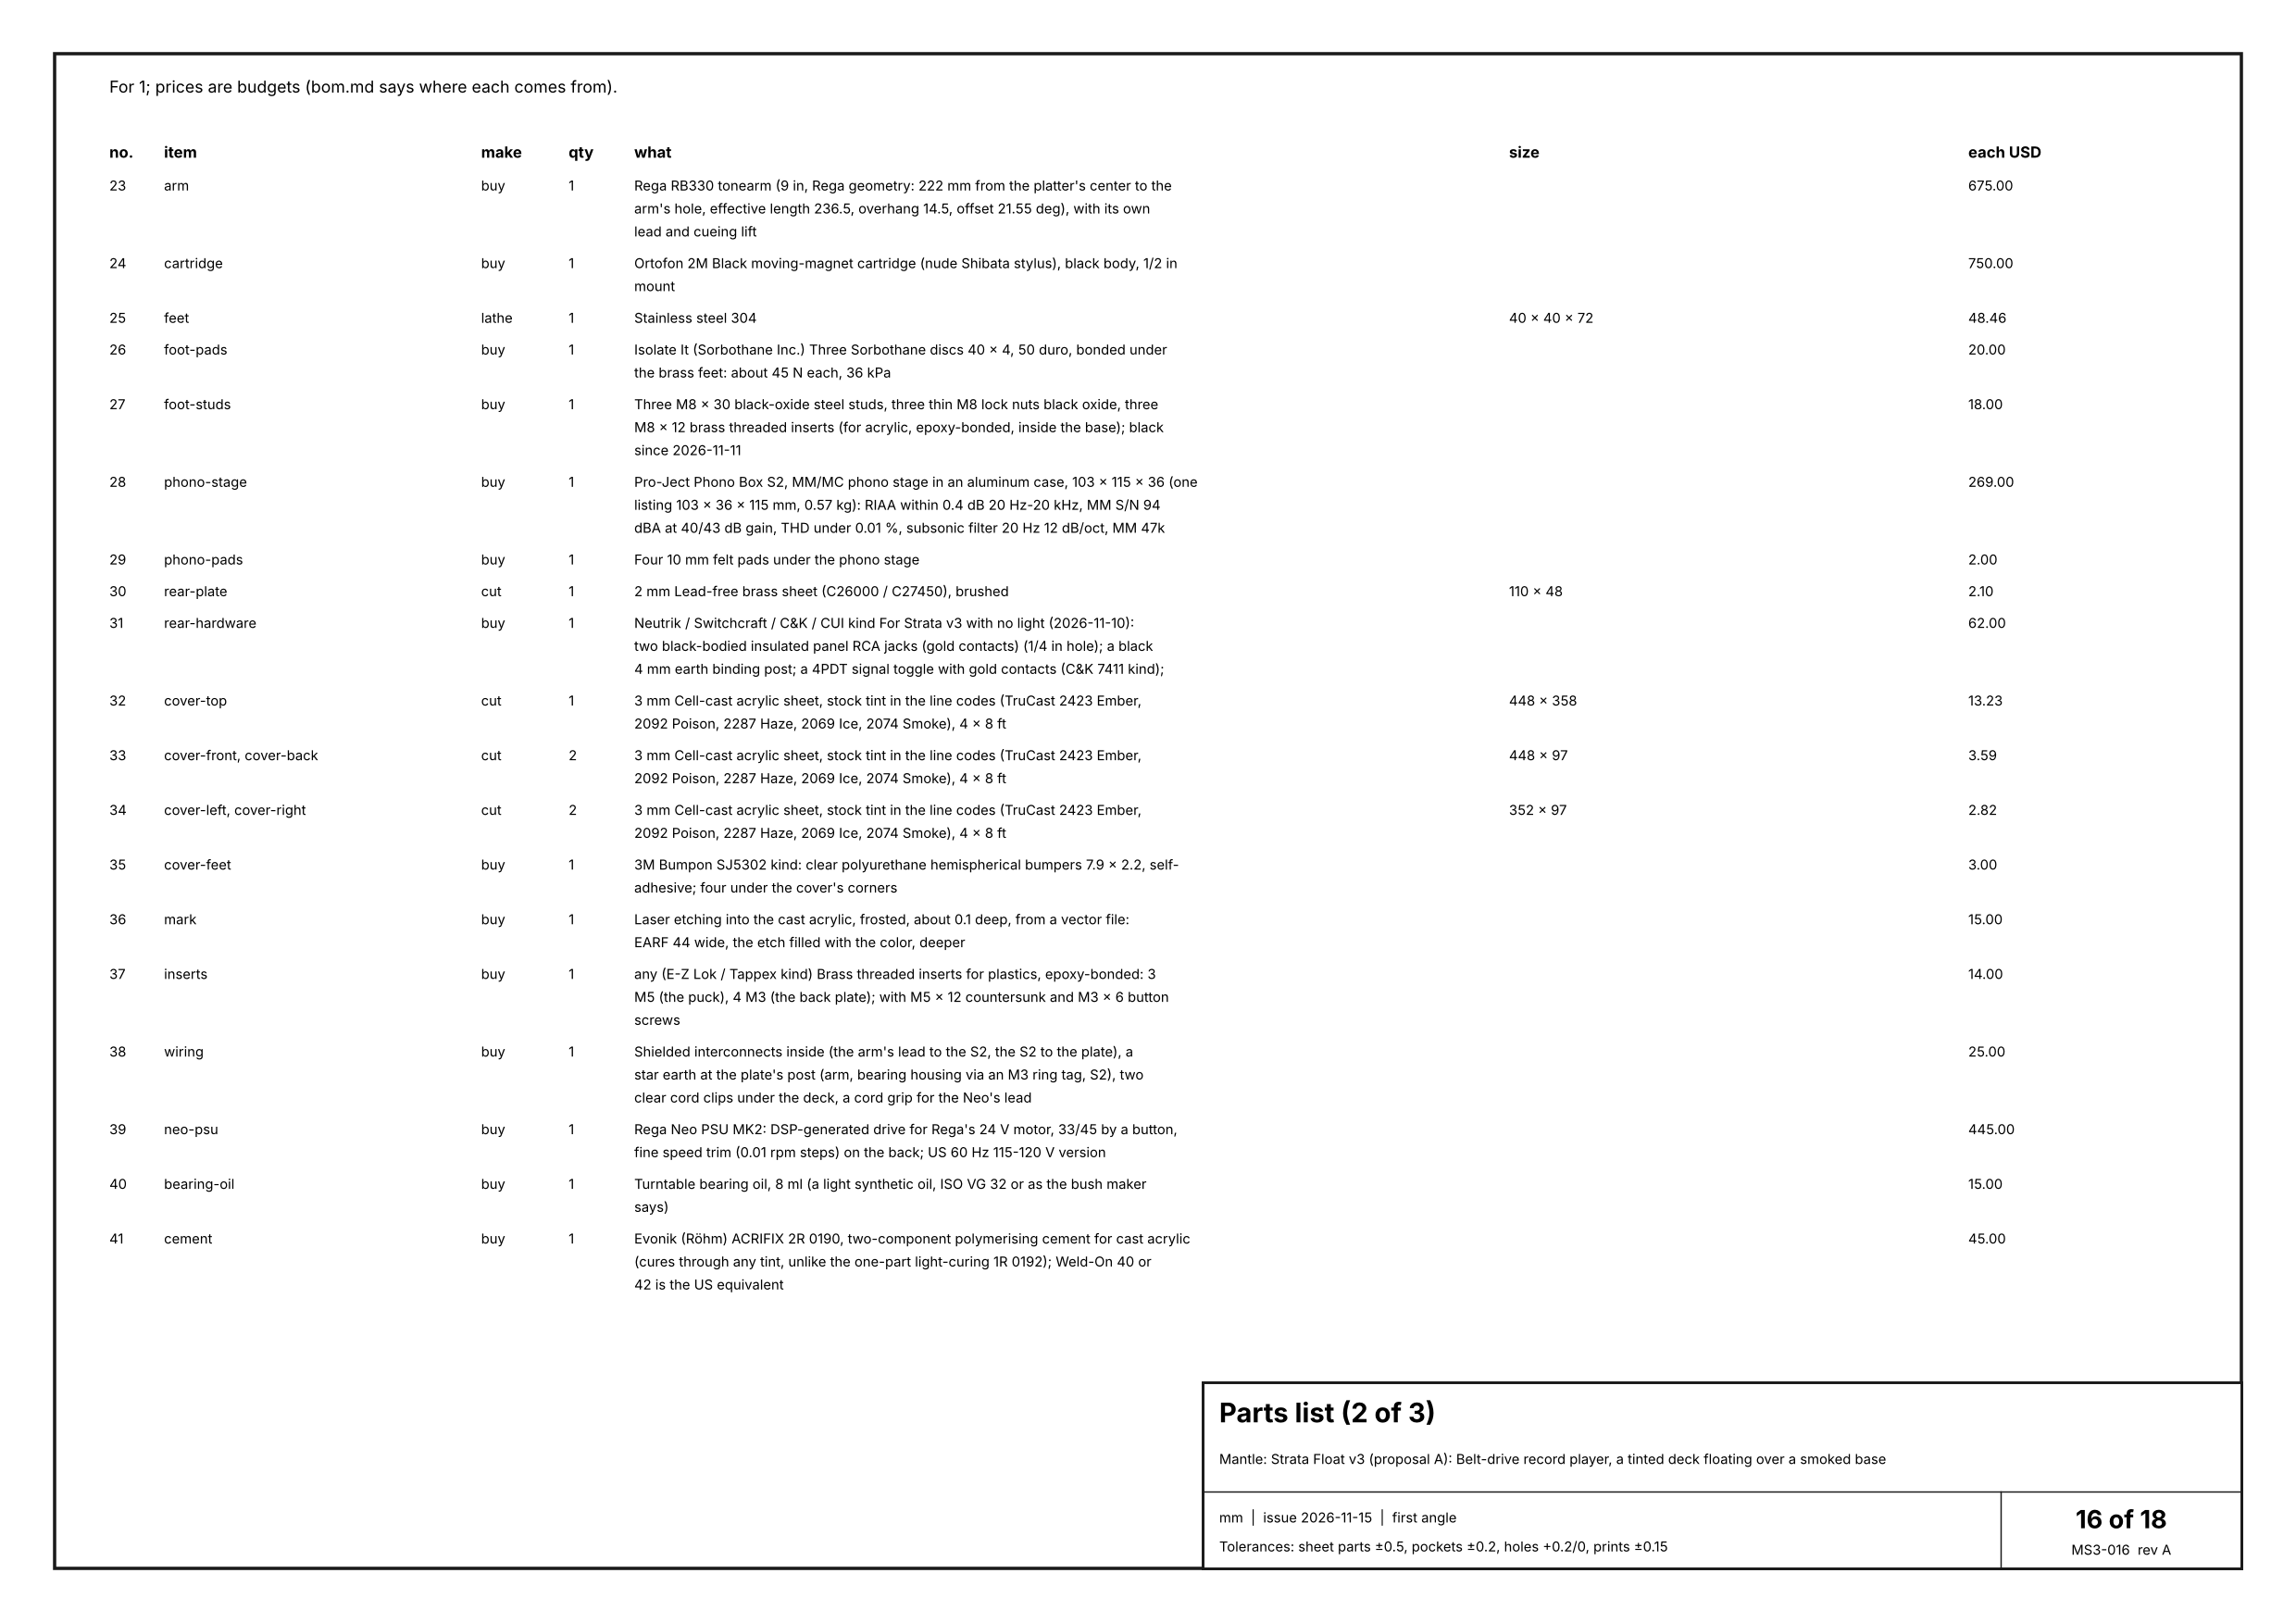 For 1; prices are budgets (bom.md says where each comes from).
no. item make qty what size each USD
23 arm buy 1 Rega RB330 tonearm (9 in, Rega geometry: 222 mm from the platter's center to the 675.00
arm's hole, effective length 236.5, overhang 14.5, offset 21.55 deg), with its own
lead and cueing lift
24 cartridge buy 1 Ortofon 2M Black moving-magnet cartridge (nude Shibata stylus), black body, 1/2 in 750.00
mount
25 feet lathe 1 Stainless steel 304 40 × 40 × 72 48.46
26 foot-pads buy 1 Isolate It (Sorbothane Inc.) Three Sorbothane discs 40 × 4, 50 duro, bonded under 20.00
the brass feet: about 45 N each, 36 kPa
27 foot-studs buy 1 Three M8 × 30 black-oxide steel studs, three thin M8 lock nuts black oxide, three 18.00
M8 × 12 brass threaded inserts (for acrylic, epoxy-bonded, inside the base); black
since 2026-11-11
28 phono-stage buy 1 Pro-Ject Phono Box S2, MM/MC phono stage in an aluminum case, 103 × 115 × 36 (one 269.00
listing 103 × 36 × 115 mm, 0.57 kg): RIAA within 0.4 dB 20 Hz-20 kHz, MM S/N 94
dBA at 40/43 dB gain, THD under 0.01 %, subsonic filter 20 Hz 12 dB/oct, MM 47k
29 phono-pads buy 1 Four 10 mm felt pads under the phono stage 2.00
30 rear-plate cut 1 2 mm Lead-free brass sheet (C26000 / C27450), brushed 110 × 48 2.10
31 rear-hardware buy 1 Neutrik / Switchcraft / C&K / CUI kind For Strata v3 with no light (2026-11-10): 62.00
two black-bodied insulated panel RCA jacks (gold contacts) (1/4 in hole); a black
4 mm earth binding post; a 4PDT signal toggle with gold contacts (C&K 7411 kind);
32 cover-top cut 1 3 mm Cell-cast acrylic sheet, stock tint in the line codes (TruCast 2423 Ember, 448 × 358 13.23
2092 Poison, 2287 Haze, 2069 Ice, 2074 Smoke), 4 × 8 ft
33 cover-front, cover-back cut 2 3 mm Cell-cast acrylic sheet, stock tint in the line codes (TruCast 2423 Ember, 448 × 97 3.59
2092 Poison, 2287 Haze, 2069 Ice, 2074 Smoke), 4 × 8 ft
34 cover-left, cover-right cut 2 3 mm Cell-cast acrylic sheet, stock tint in the line codes (TruCast 2423 Ember, 352 × 97 2.82
2092 Poison, 2287 Haze, 2069 Ice, 2074 Smoke), 4 × 8 ft
35 cover-feet buy 1 3M Bumpon SJ5302 kind: clear polyurethane hemispherical bumpers 7.9 × 2.2, self- 3.00
adhesive; four under the cover's corners
36 mark buy 1 Laser etching into the cast acrylic, frosted, about 0.1 deep, from a vector file: 15.00
EARF 44 wide, the etch filled with the color, deeper
37 inserts buy 1 any (E-Z Lok / Tappex kind) Brass threaded inserts for plastics, epoxy-bonded: 3 14.00
M5 (the puck), 4 M3 (the back plate); with M5 × 12 countersunk and M3 × 6 button
screws
38 wiring buy 1 Shielded interconnects inside (the arm's lead to the S2, the S2 to the plate), a 25.00
star earth at the plate's post (arm, bearing housing via an M3 ring tag, S2), two
clear cord clips under the deck, a cord grip for the Neo's lead
39 neo-psu buy 1 Rega Neo PSU MK2: DSP-generated drive for Rega's 24 V motor, 33/45 by a button, 445.00
fine speed trim (0.01 rpm steps) on the back; US 60 Hz 115-120 V version
40 bearing-oil buy 1 Turntable bearing oil, 8 ml (a light synthetic oil, ISO VG 32 or as the bush maker 15.00
says)
41 cement buy 1 Evonik (Röhm) ACRIFIX 2R 0190, two-component polymerising cement for cast acrylic 45.00
(cures through any tint, unlike the one-part light-curing 1R 0192); Weld-On 40 or
42 is the US equivalent
Parts list (2 of 3)
Mantle: Strata Float v3 (proposal A): Belt-drive record player, a tinted deck floating over a smoked base
mm | issue 2026-11-15 | first angle
Tolerances: sheet parts ±0.5, pockets ±0.2, holes +0.2/0, prints ±0.15
16 of 18
MS3-016 rev A